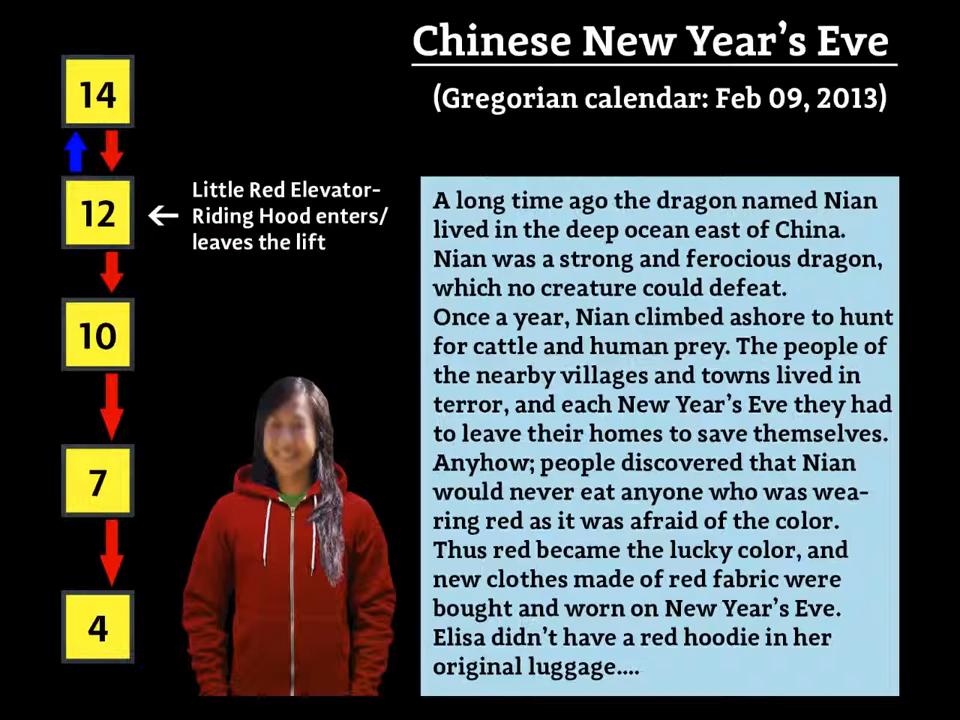 Chinese New Year's Eve
(Gregorian calendar: Feb 09, 2013)
14
12
Little Red Elevator-
Riding Hood enters/
leaves the lift
10
7
4
A long time ago the dragon named Nian
lived in the deep ocean east of China.
Nian was a strong and ferocious dragon,
which no creature could defeat.
Once a year, Nian climbed ashore to hunt
for cattle and human prey. The people of
the nearby villages and towns lived in
terror, and each New Year's Eve they had
to leave their homes to save themselves.
Anyhow; people discovered that Nian
would never eat anyone who was wea-
ring red as it was afraid of the color.
Thus red became the lucky color, and
new clothes made of red fabric were
bought and worn on New Year's Eve.
Elisa didn't have a red hoodie in her
original luggage....